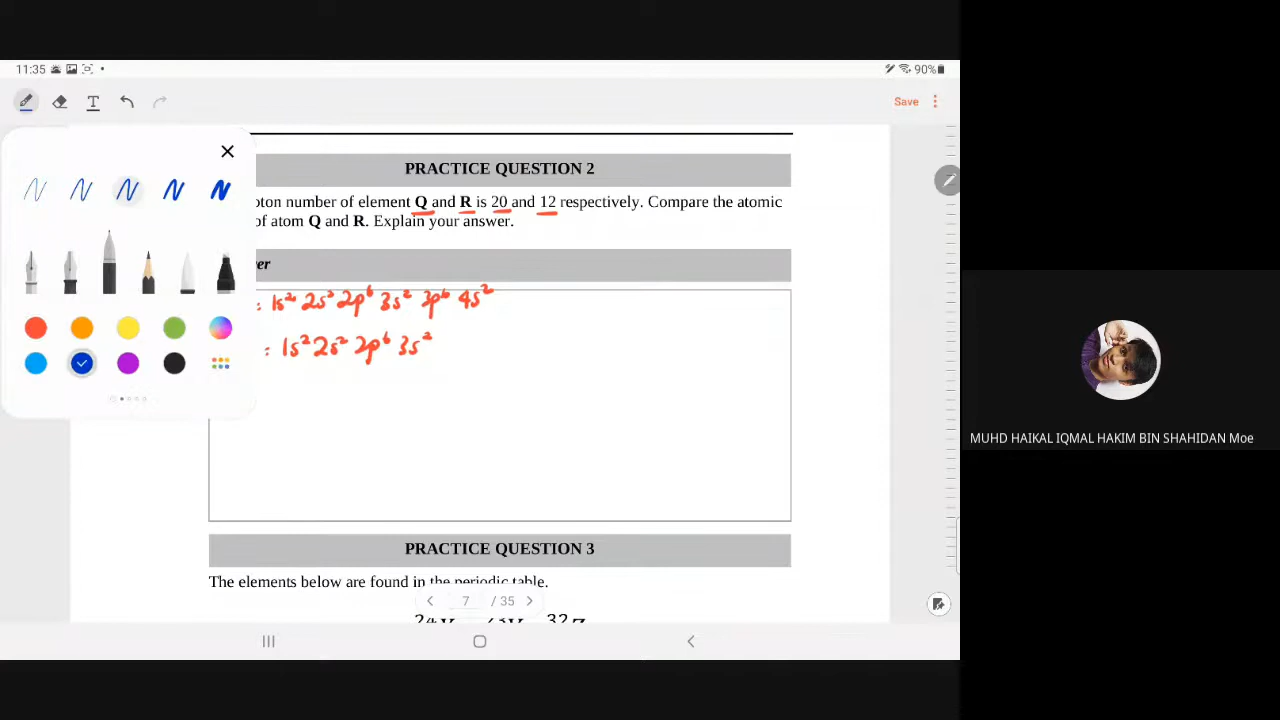 11:35
90%
Save
PRACTICE QUESTION 2
oton number of element Q and R is 20 and 12 respectively. Compare the atomic
of atom Q and R. Explain your answer.
er
: 1s² 2s² 2p⁶ 3s² 3p⁶ 4s²
: 1s² 2s² 2p⁶ 3s²
PRACTICE QUESTION 3
The elements below are found in the periodic table.
7 / 35
MUHD HAIKAL IQMAL HAKIM BIN SHAHIDAN Moe